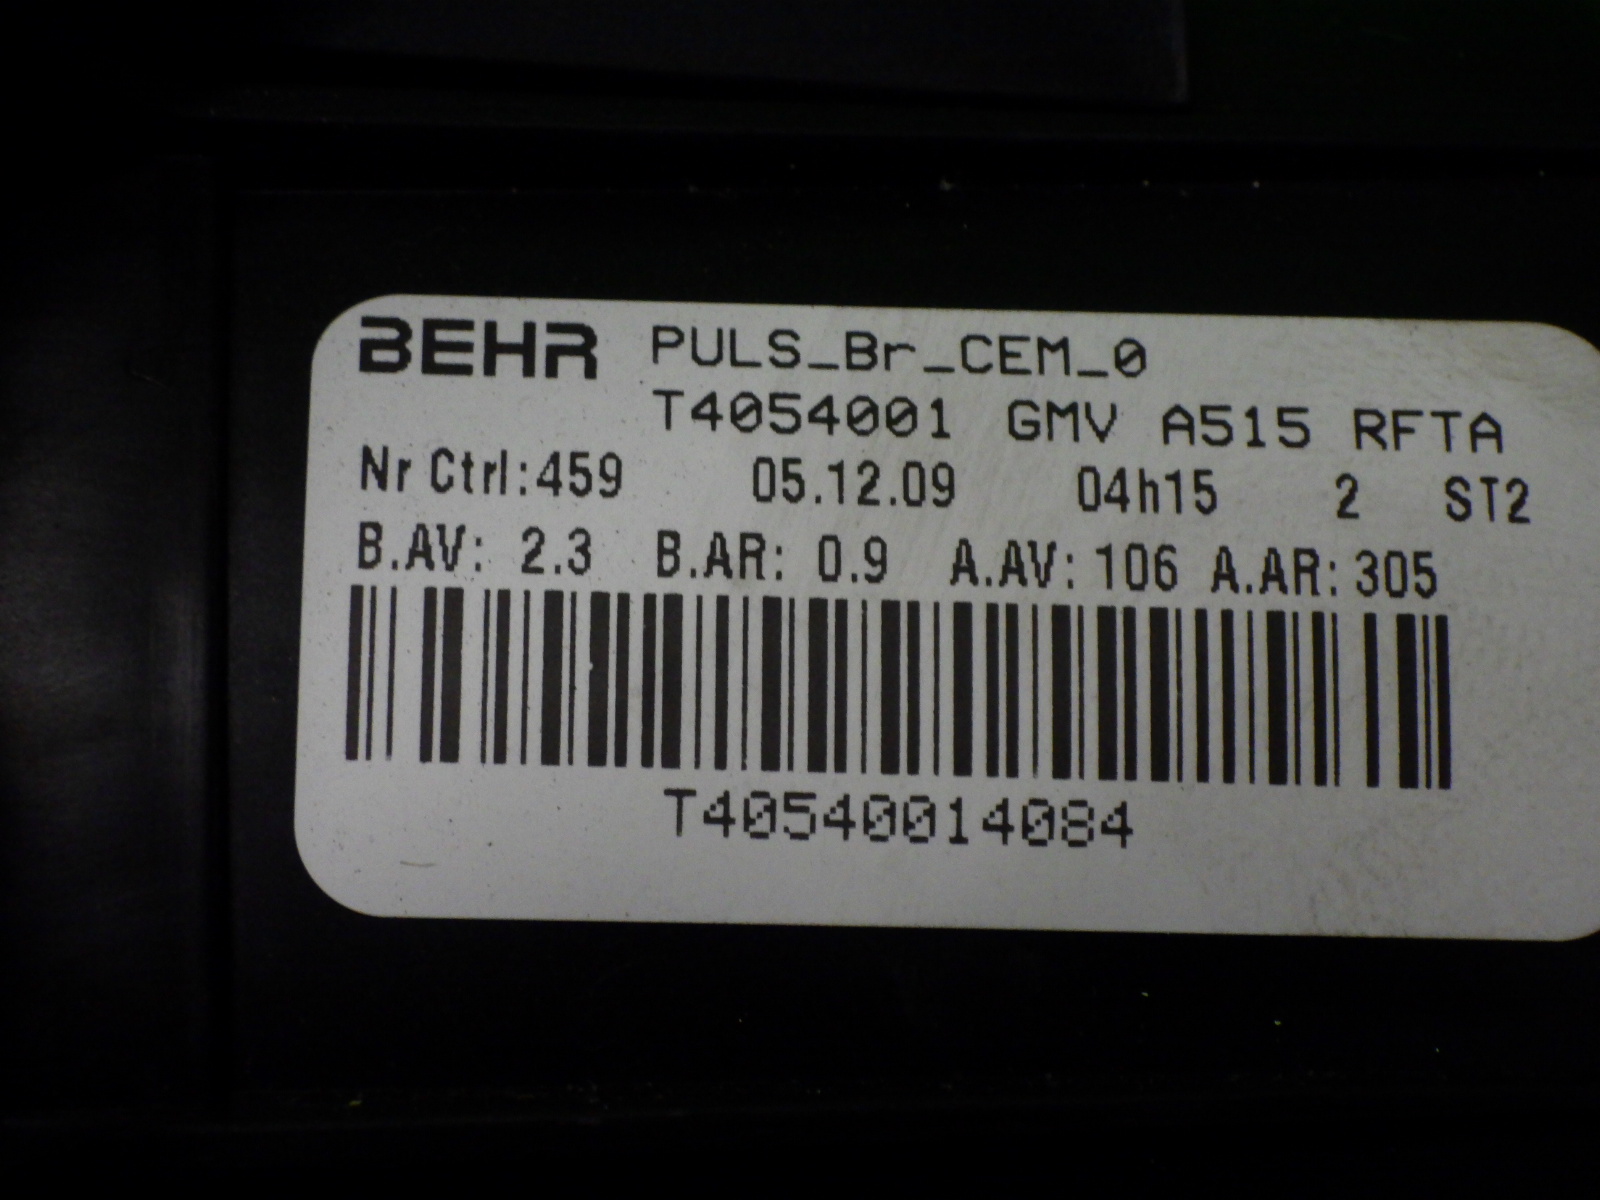 BEHR PULS_Br_CEM_0
T4054001 GMV A515 RFTA
Nr Ctrl:459 05.12.09 04h15 2 ST2
B.AV: 2.3 B.AR: 0.9 A.AV:106 A.AR:305
T40540014084